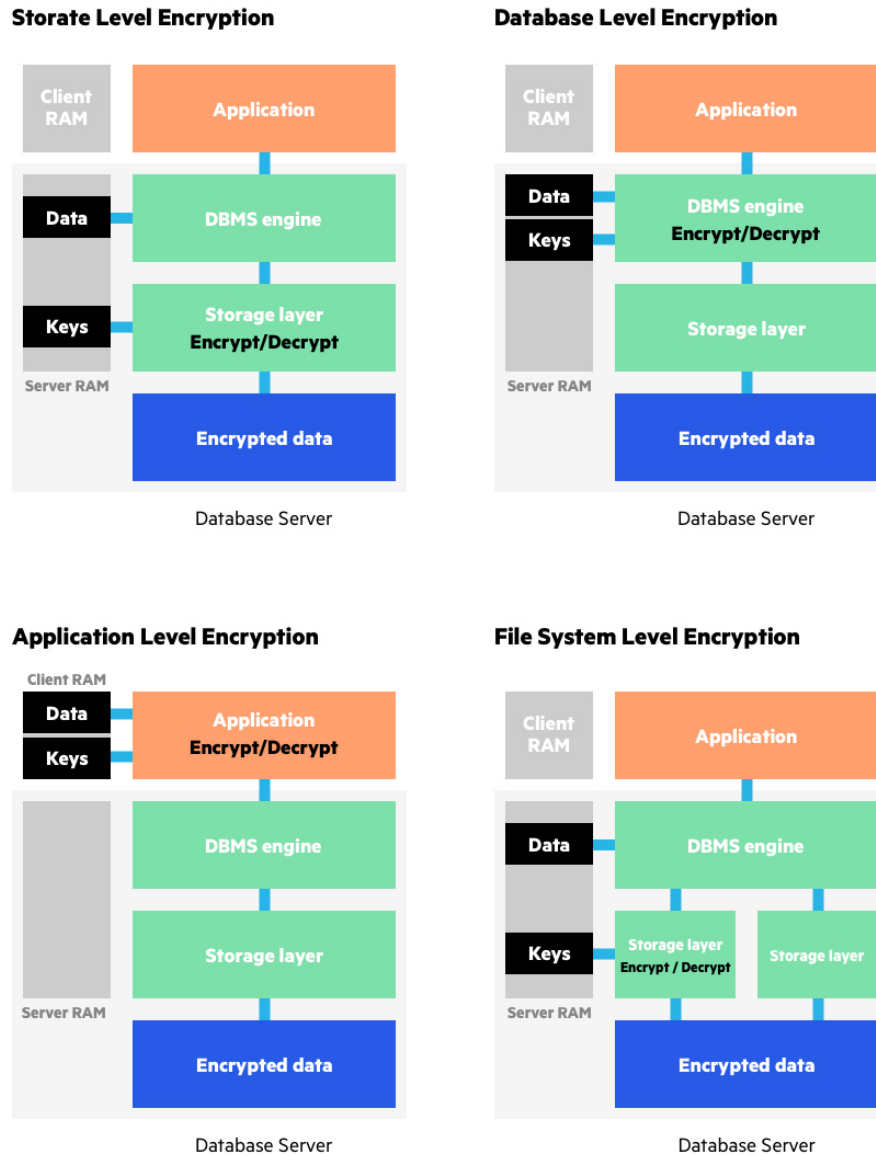 Storate Level Encryption
Client
RAM
Application
Data
DBMS engine
Keys
Storage layer
Encrypt/Decrypt
Server RAM
Encrypted data
Database Server
Database Level Encryption
Client
RAM
Application
Data
Keys
DBMS engine
Encrypt/Decrypt
Storage layer
Server RAM
Encrypted data
Database Server
Application Level Encryption
Client RAM
Data
Keys
Application
Encrypt/Decrypt
DBMS engine
Storage layer
Server RAM
Encrypted data
Database Server
File System Level Encryption
Client
RAM
Application
Data
DBMS engine
Keys
Storage layer
Encrypt / Decrypt
Storage layer
Server RAM
Encrypted data
Database Server